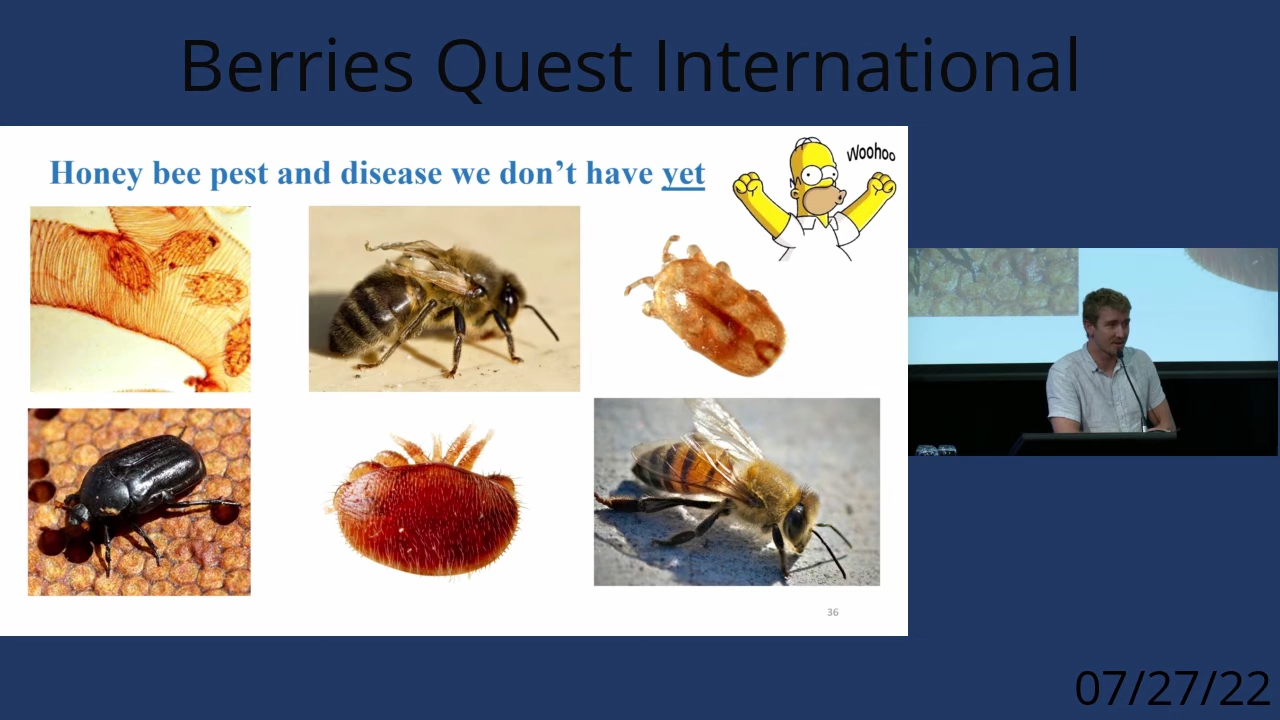 Berries Quest International
Honey bee pest and disease we don’t have yet
Woohoo
36
07/27/22